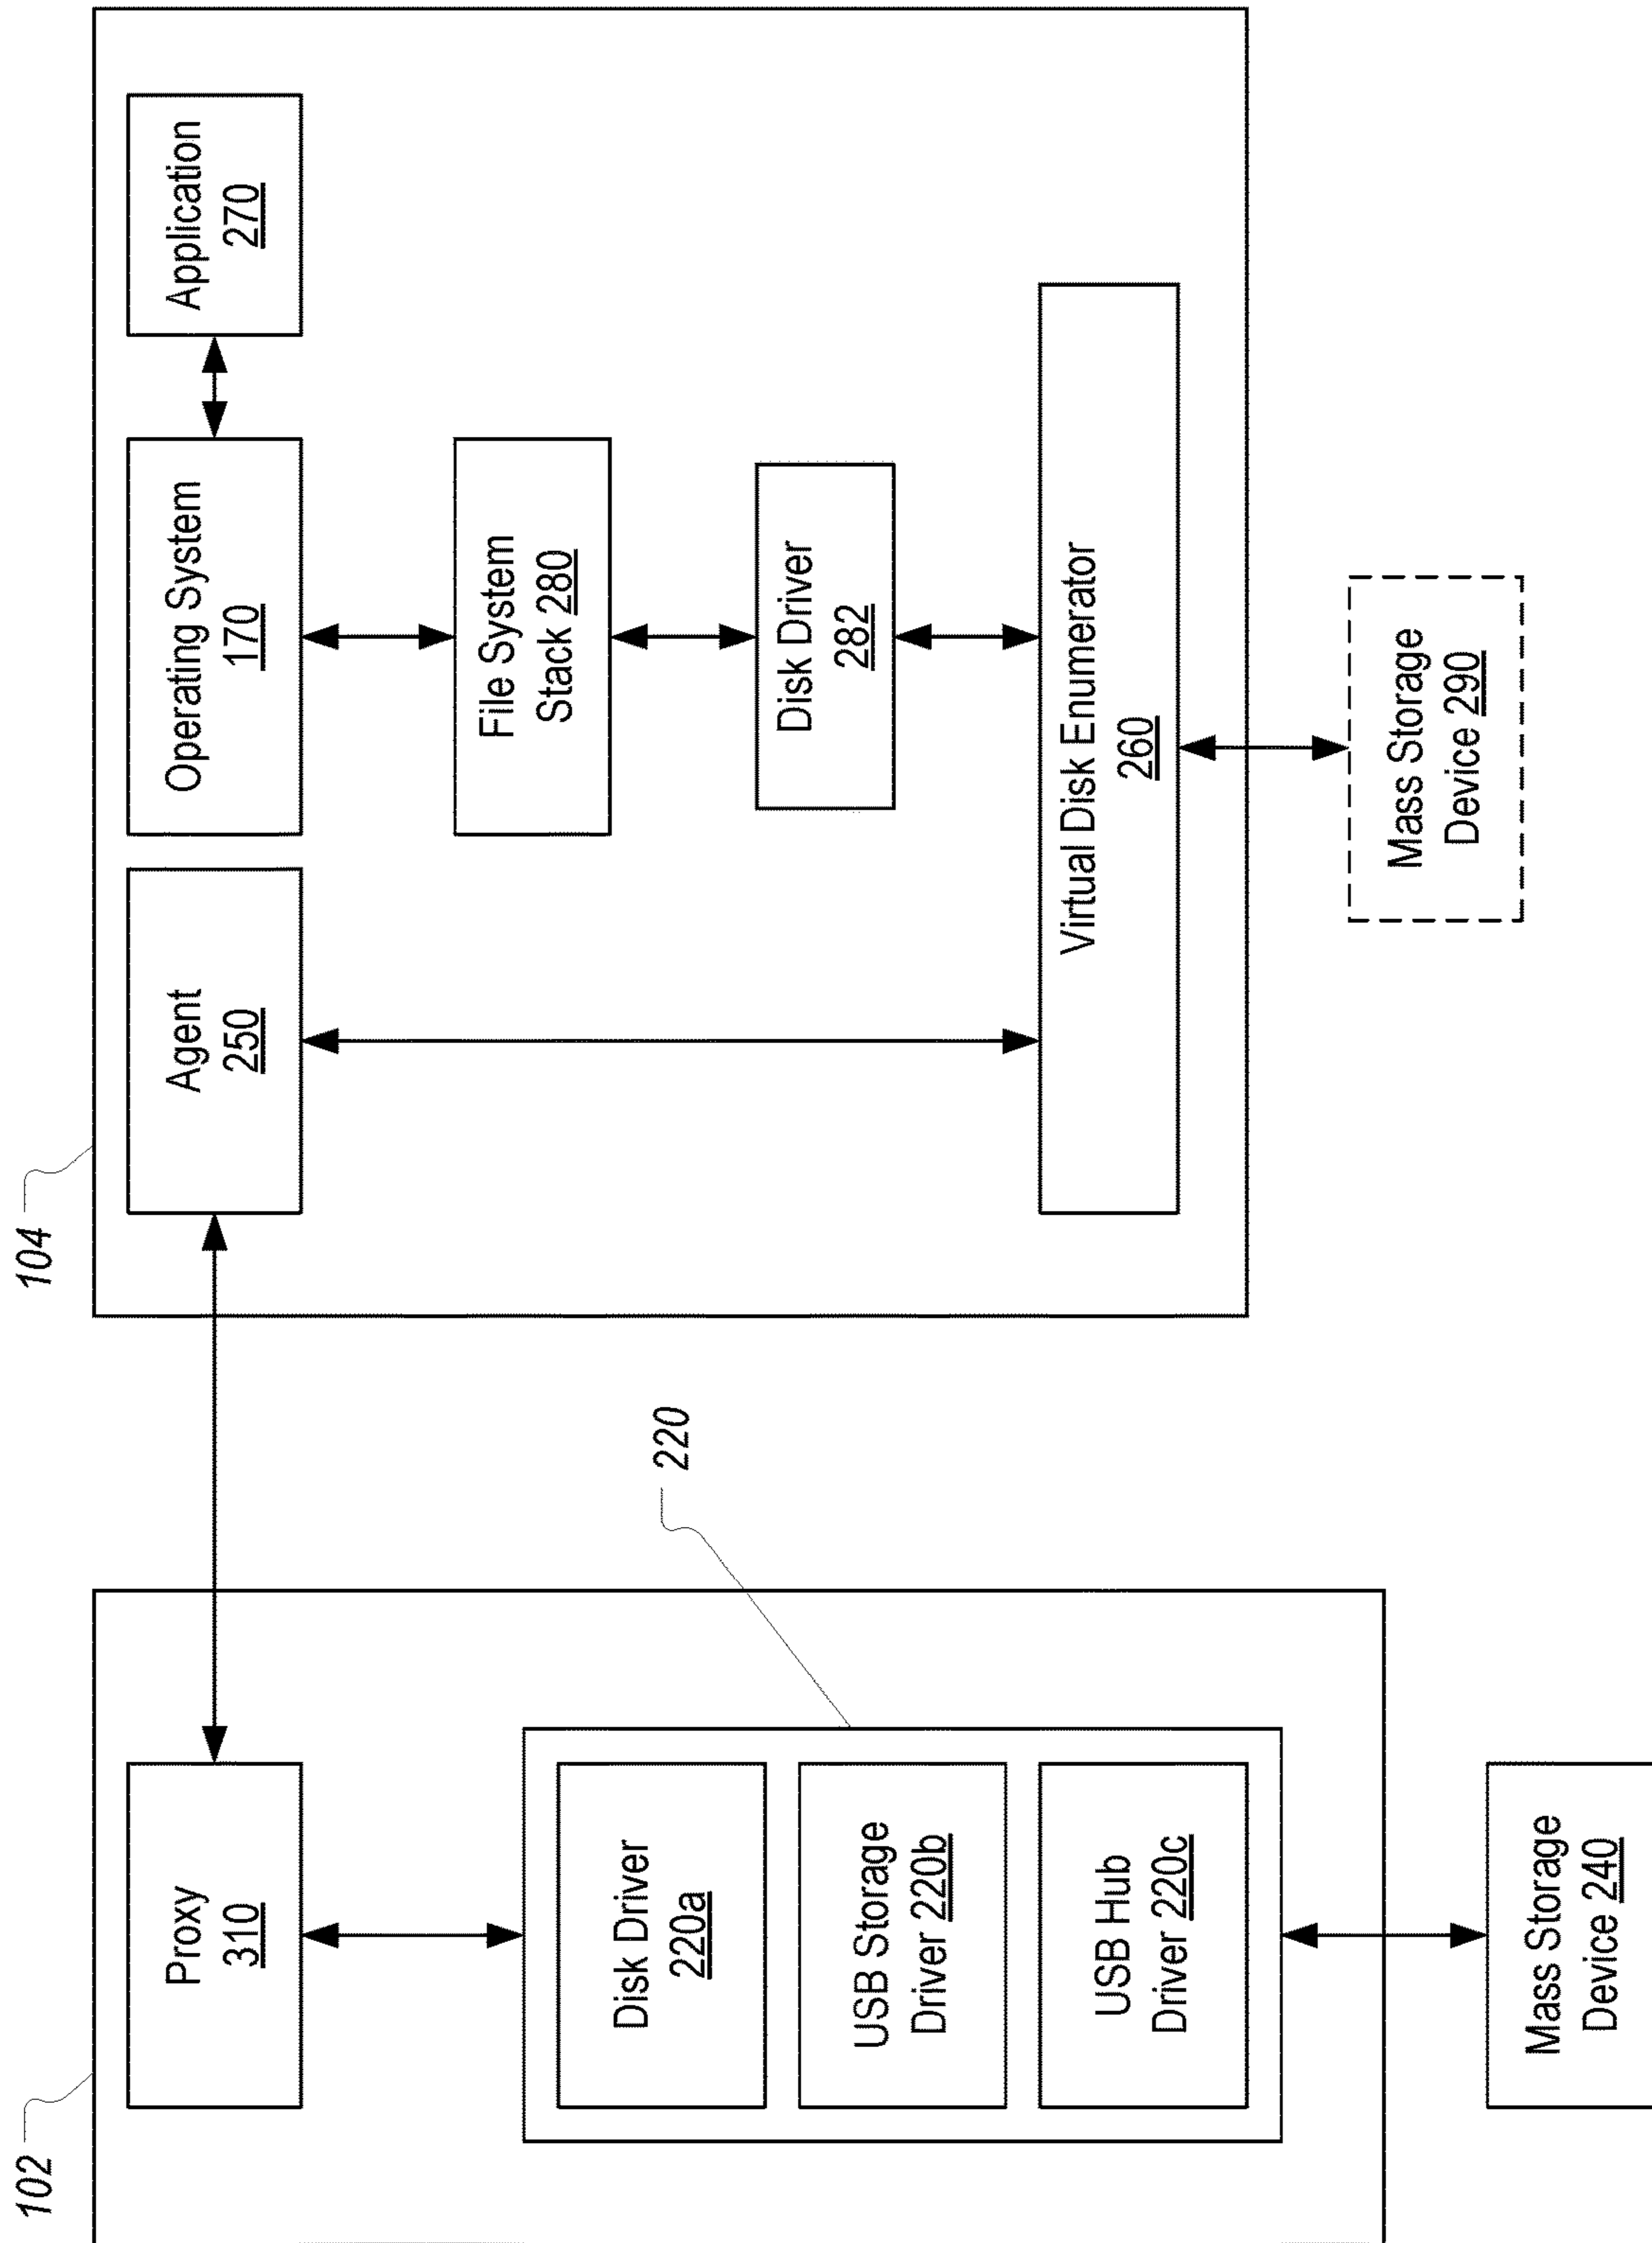 102
Proxy
310
Disk Driver
220a
USB Storage
Driver 220b
USB Hub
Driver 220c
220
Mass Storage
Device 240
104
Agent
250
Operating System
170
Application
270
File System
Stack 280
Disk Driver
282
Virtual Disk Enumerator
260
Mass Storage
Device 290